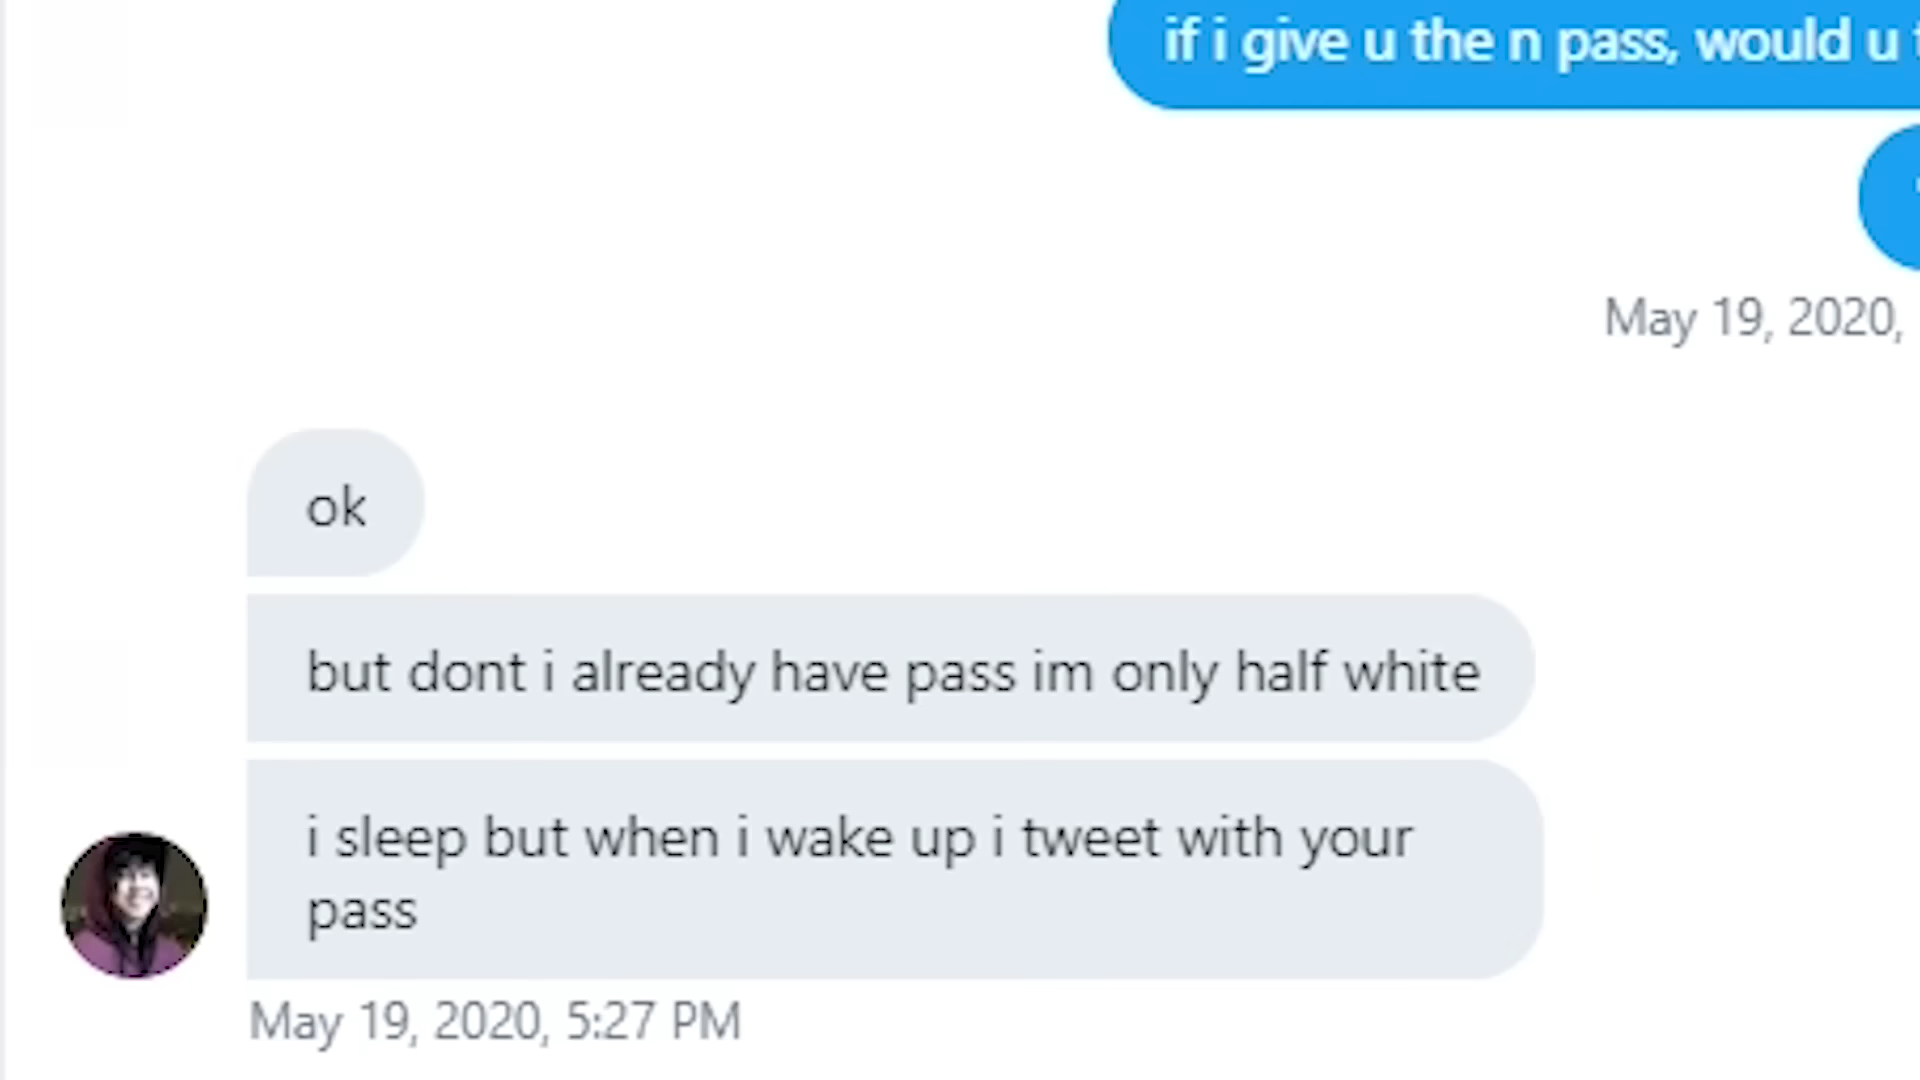 if i give u the n pass, would u
May 19, 2020,
ok
but dont i already have pass im only half white
i sleep but when i wake up i tweet with your
pass
May 19, 2020, 5:27 PM